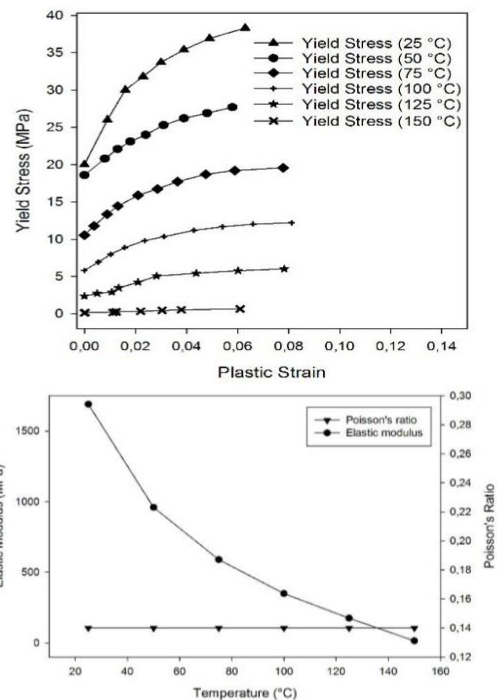 40
35
30
25
20
15
10
5
0
Yield Stress (MPa)
Yield Stress (25 °C)
Yield Stress (50 °C)
Yield Stress (75 °C)
Yield Stress (100 °C)
Yield Stress (125 °C)
Yield Stress (150 °C)
0,00 0,02 0,04 0,06 0,08 0,10 0,12 0,14
Plastic Strain
1500
1000
500
0
Poisson's ratio
Elastic modulus
0,30
0,28
0,26
0,24
0,22
0,20
0,18
0,16
0,14
0,12
Poisson's Ratio
20 40 60 80 100 120 140 160
Temperature (°C)